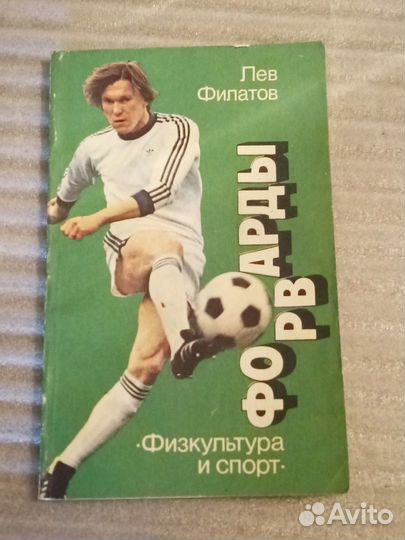 Лев
Филатов
ФОРВАРДЫ
·Физкультура
и спорт·
Avito